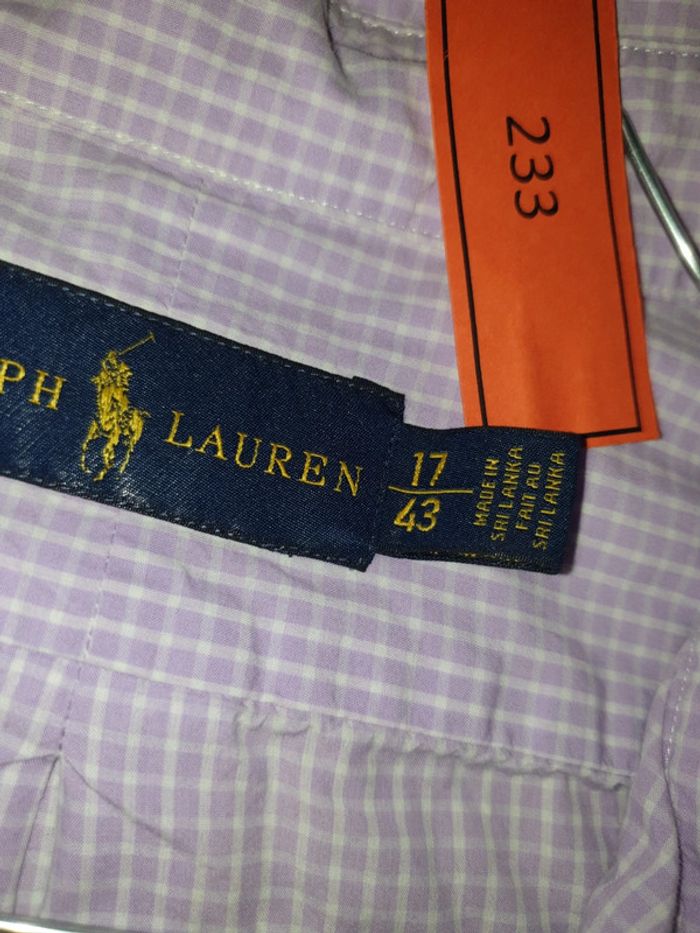 233
PH LAUREN
17
43
MADE IN
SRI LANKA
FAIT AU
SRI LANKA